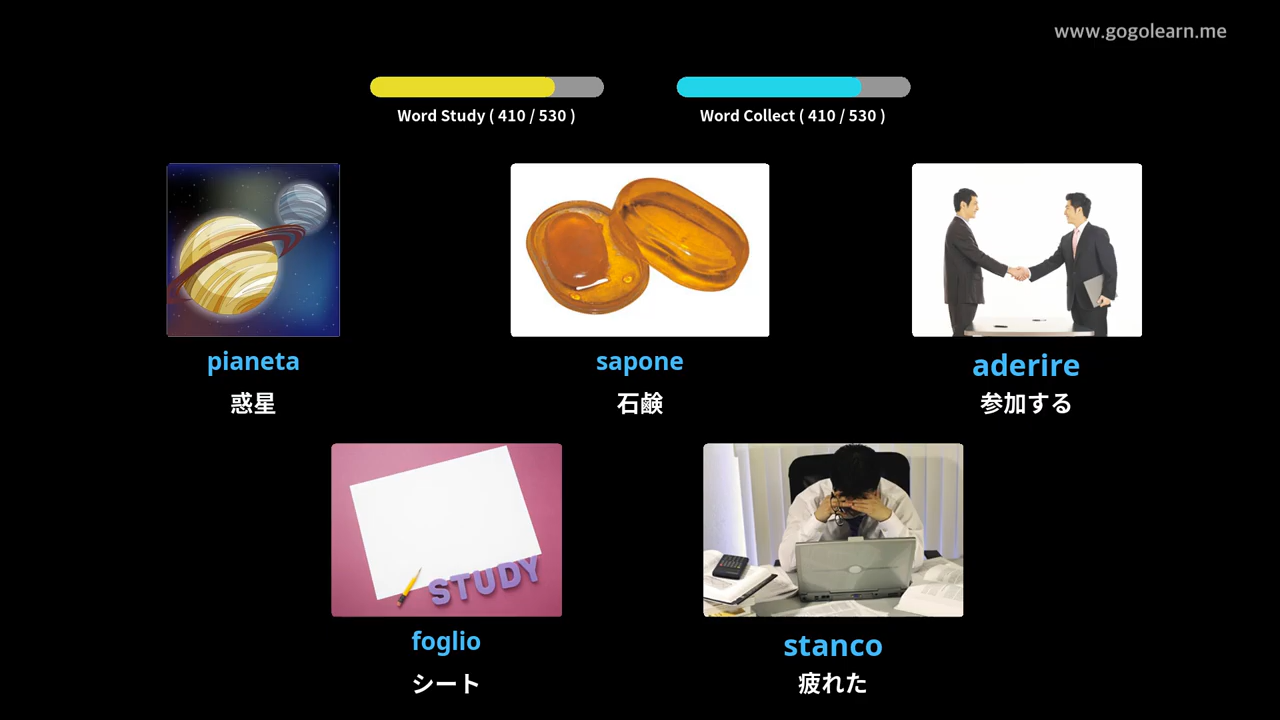 www.gogolearn.me
Word Study ( 410 / 530 )
Word Collect ( 410 / 530 )
pianeta
惑星
sapone
石鹸
aderire
参加する
STUDY
foglio
シート
stanco
疲れた